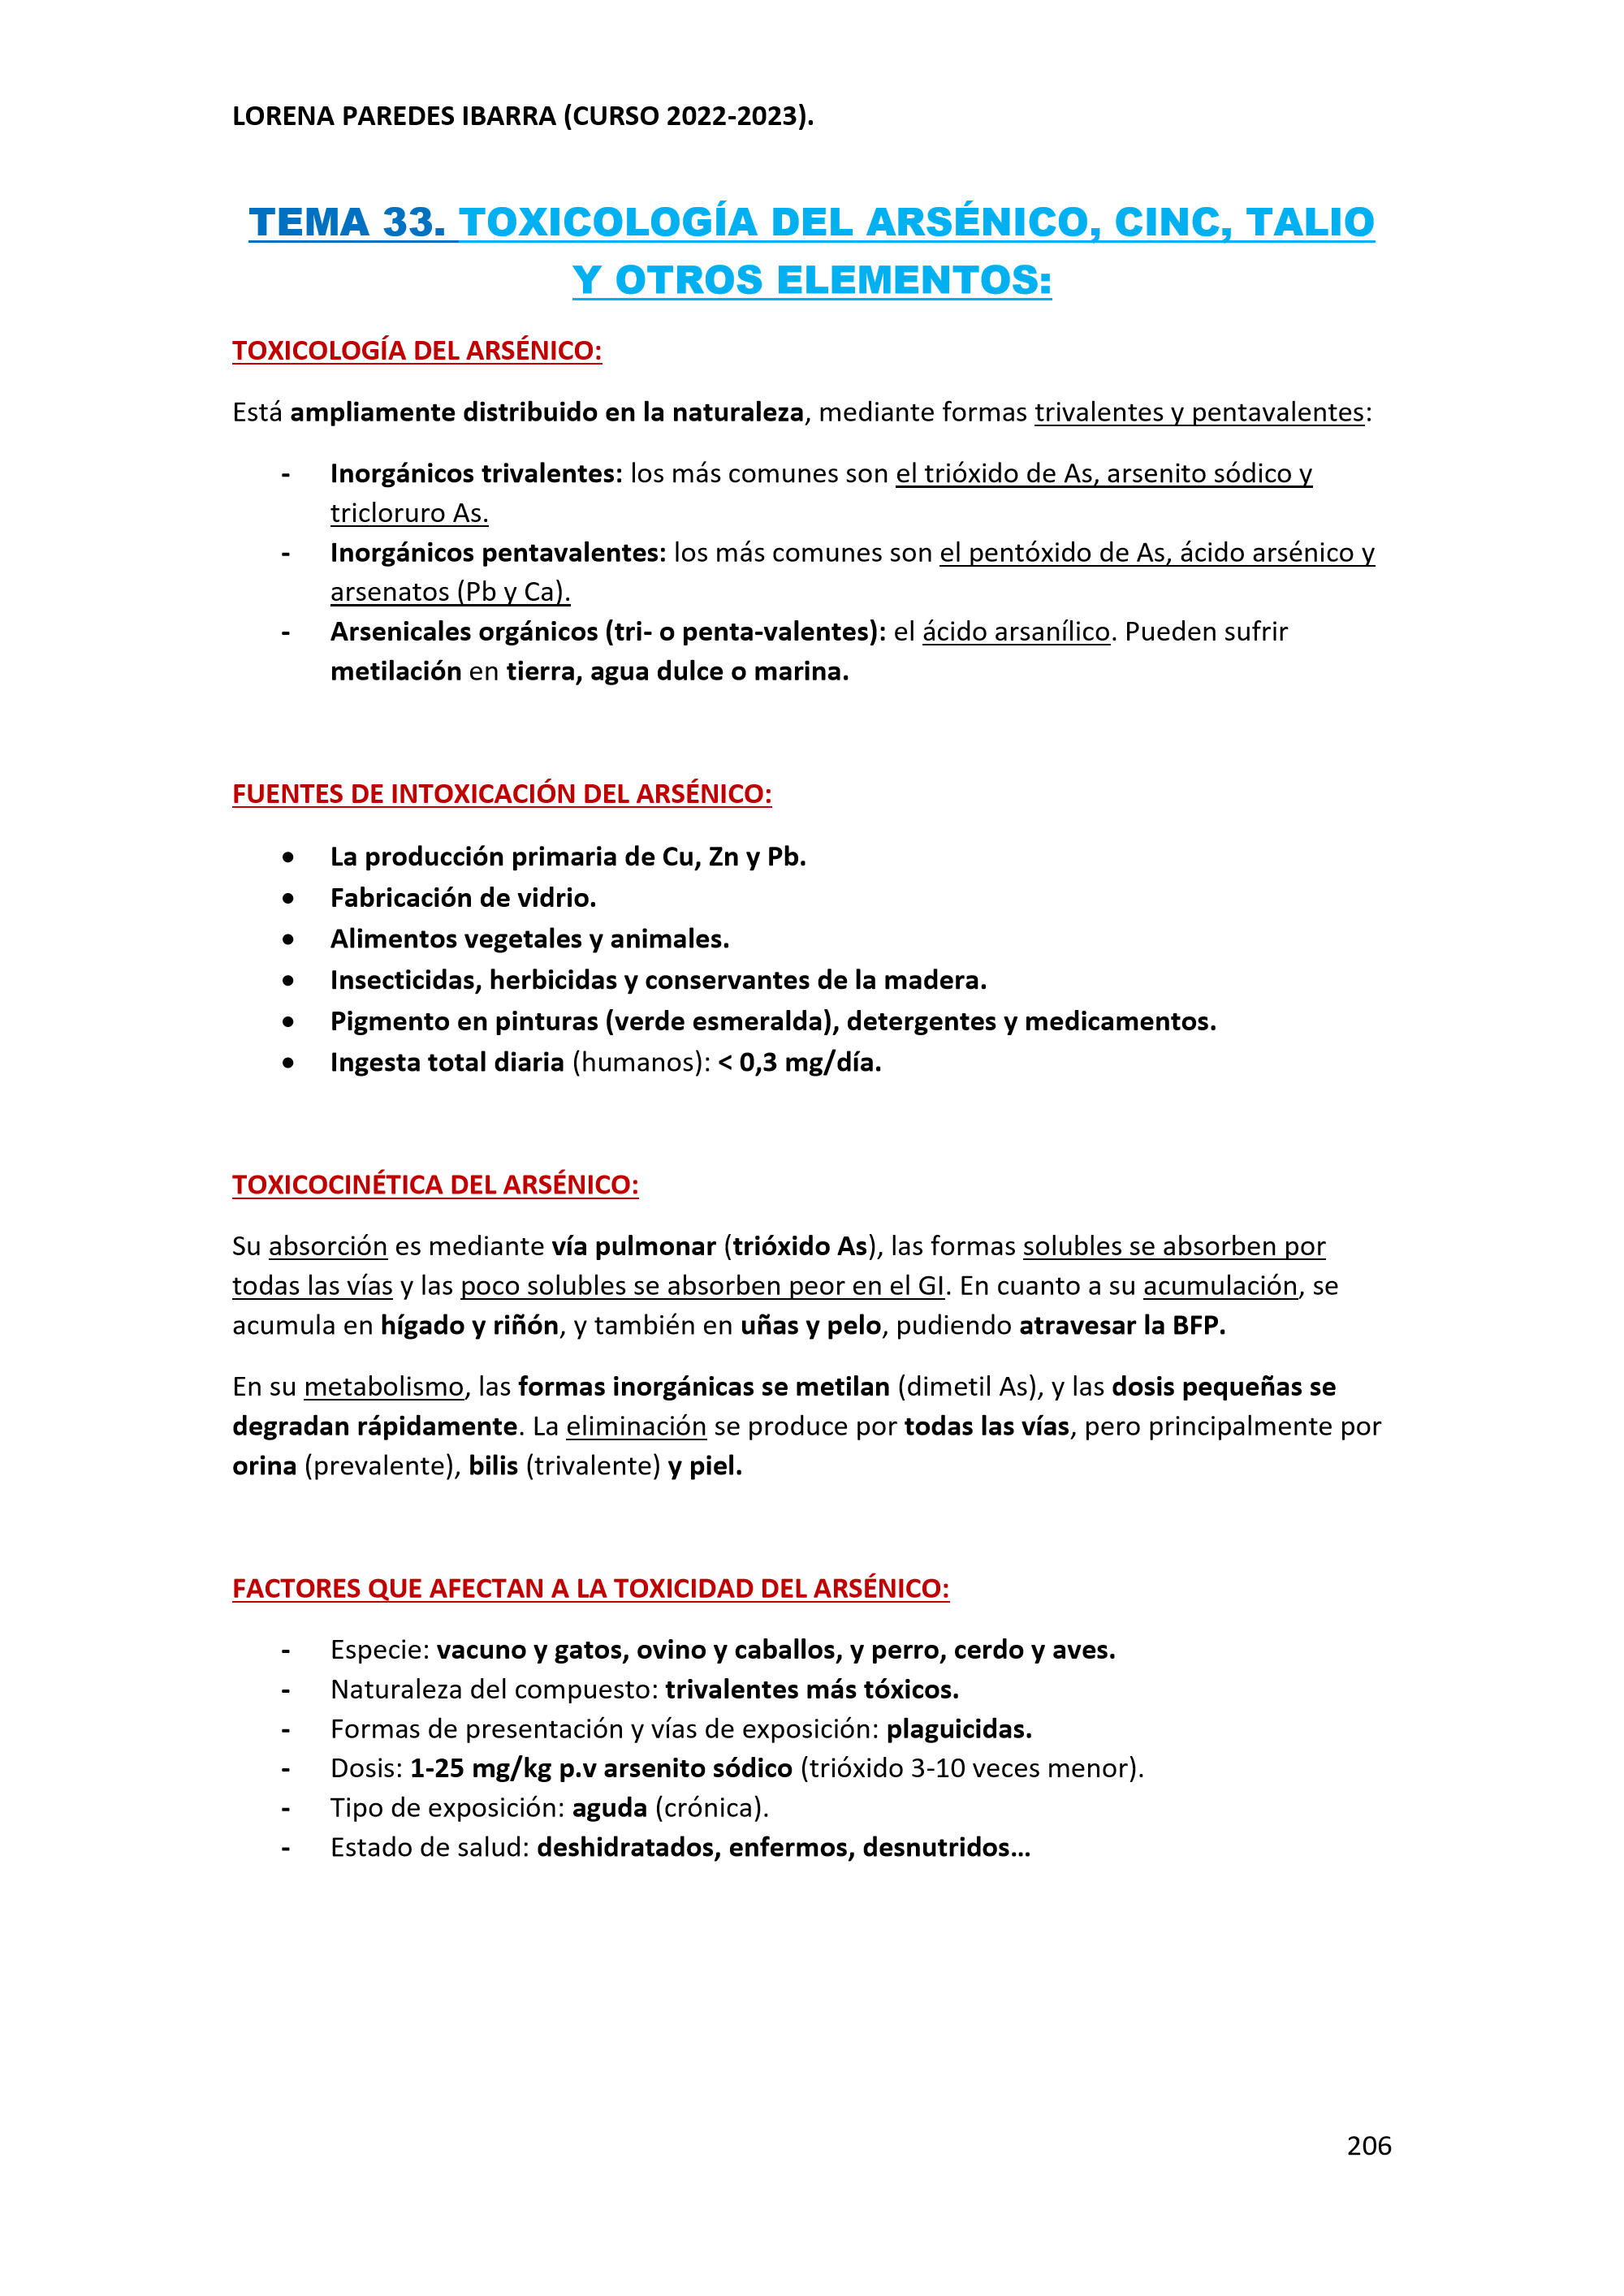 LORENA PAREDES IBARRA (CURSO 2022-2023).
TEMA 33. TOXICOLOGÍA DEL ARSÉNICO, CINC, TALIO
Y OTROS ELEMENTOS:
TOXICOLOGÍA DEL ARSÉNICO:
Está ampliamente distribuido en la naturaleza, mediante formas trivalentes y pentavalentes:
- Inorgánicos trivalentes: los más comunes son el trióxido de As, arsenito sódico y
tricloruro As.
- Inorgánicos pentavalentes: los más comunes son el pentóxido de As, ácido arsénico y
arsenatos (Pb y Ca).
- Arsenicales orgánicos (tri- o penta-valentes): el ácido arsanílico. Pueden sufrir
metilación en tierra, agua dulce o marina.
FUENTES DE INTOXICACIÓN DEL ARSÉNICO:
• La producción primaria de Cu, Zn y Pb.
• Fabricación de vidrio.
• Alimentos vegetales y animales.
• Insecticidas, herbicidas y conservantes de la madera.
• Pigmento en pinturas (verde esmeralda), detergentes y medicamentos.
• Ingesta total diaria (humanos): < 0,3 mg/día.
TOXICOCINÉTICA DEL ARSÉNICO:
Su absorción es mediante vía pulmonar (trióxido As), las formas solubles se absorben por
todas las vías y las poco solubles se absorben peor en el GI. En cuanto a su acumulación, se
acumula en hígado y riñón, y también en uñas y pelo, pudiendo atravesar la BFP.
En su metabolismo, las formas inorgánicas se metilan (dimetil As), y las dosis pequeñas se
degradan rápidamente. La eliminación se produce por todas las vías, pero principalmente por
orina (prevalente), bilis (trivalente) y piel.
FACTORES QUE AFECTAN A LA TOXICIDAD DEL ARSÉNICO:
- Especie: vacuno y gatos, ovino y caballos, y perro, cerdo y aves.
- Naturaleza del compuesto: trivalentes más tóxicos.
- Formas de presentación y vías de exposición: plaguicidas.
- Dosis: 1-25 mg/kg p.v arsenito sódico (trióxido 3-10 veces menor).
- Tipo de exposición: aguda (crónica).
- Estado de salud: deshidratados, enfermos, desnutridos…
206